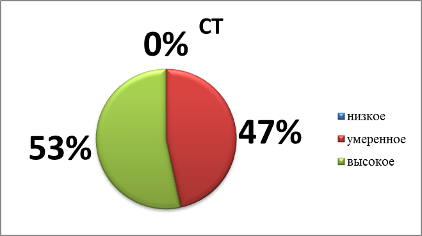 СТ
0%
47%
53%
низкое
умеренное
высокое